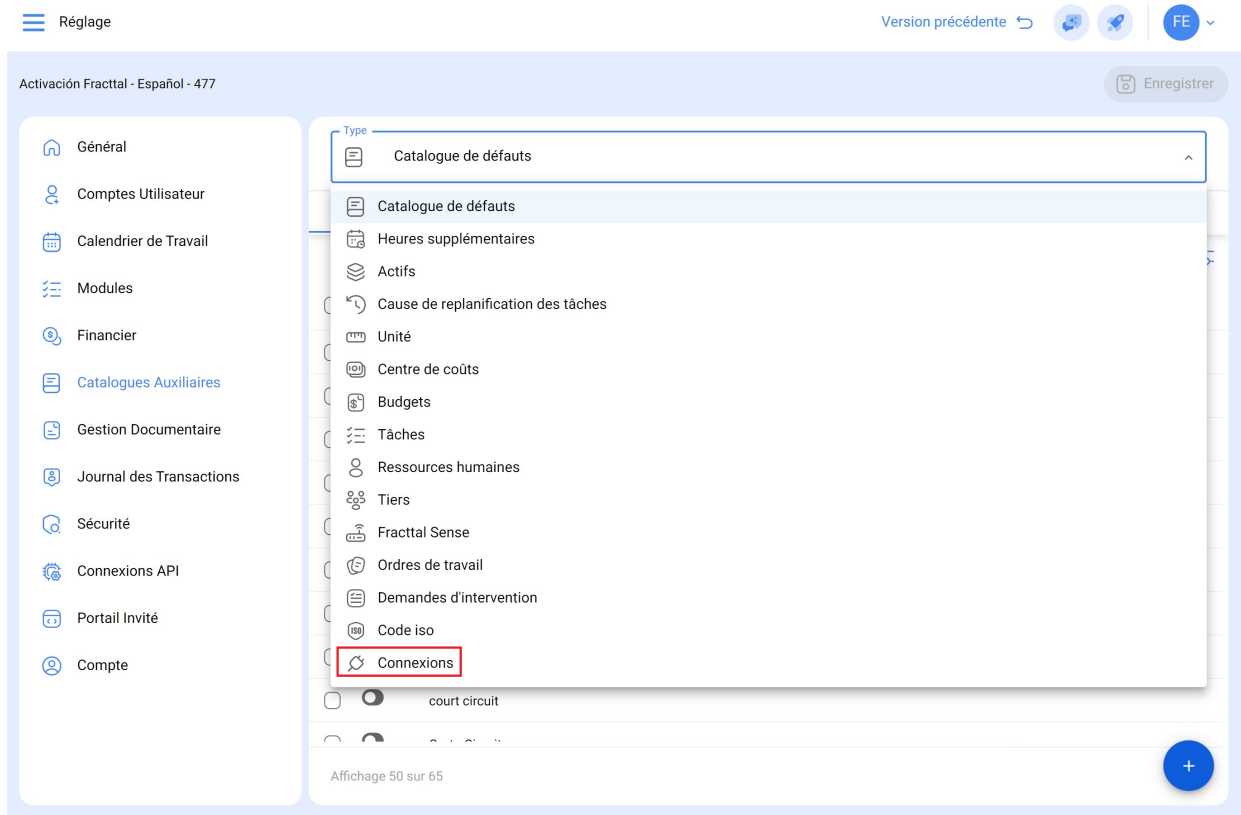 Réglage
Version précédente
FE
Activación Fracttal - Español - 477
Enregistrer
Général
Comptes Utilisateur
Calendrier de Travail
Modules
Financier
Catalogues Auxiliaires
Gestion Documentaire
Journal des Transactions
Sécurité
Connexions API
Portail Invité
Compte
Type
Catalogue de défauts
Catalogue de défauts
Heures supplémentaires
Actifs
Cause de replanification des tâches
Unité
Centre de coûts
Budgets
Tâches
Ressources humaines
Tiers
Fracttal Sense
Ordres de travail
Demandes d'intervention
Code iso
Connexions
court circuit
Affichage 50 sur 65